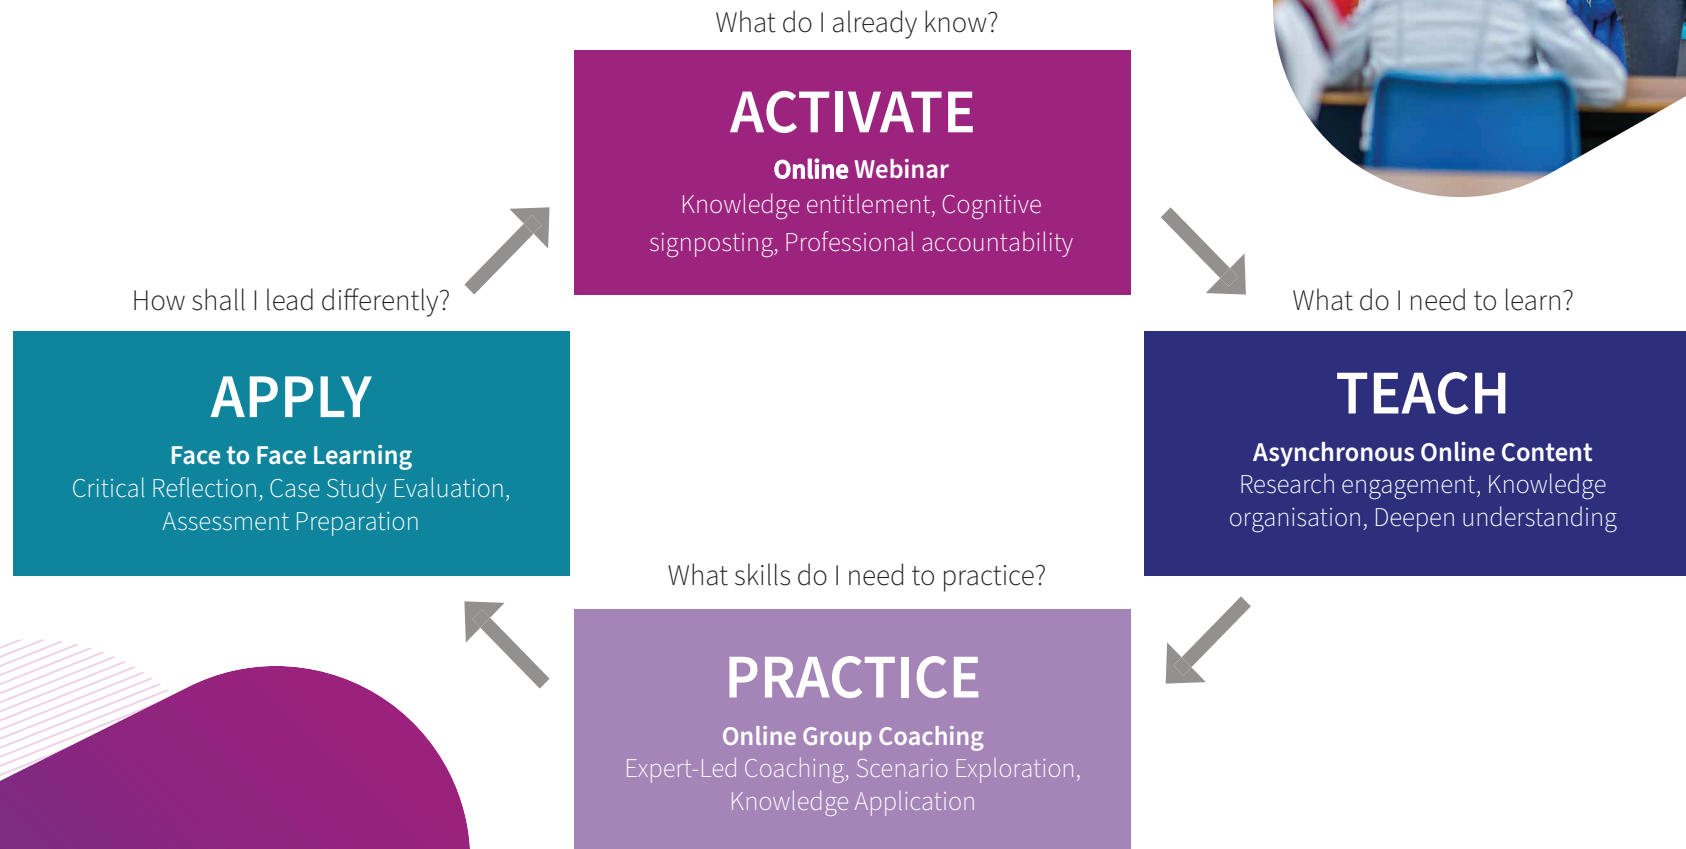 What do I already know?
ACTIVATE
Online Webinar
Knowledge entitlement, Cognitive
signposting, Professional accountability
How shall I lead differently?
What do I need to learn?
APPLY
Face to Face Learning
Critical Reflection, Case Study Evaluation,
Assessment Preparation
TEACH
Asynchronous Online Content
Research engagement, Knowledge
organisation, Deepen understanding
What skills do I need to practice?
PRACTICE
Online Group Coaching
Expert-Led Coaching, Scenario Exploration,
Knowledge Application